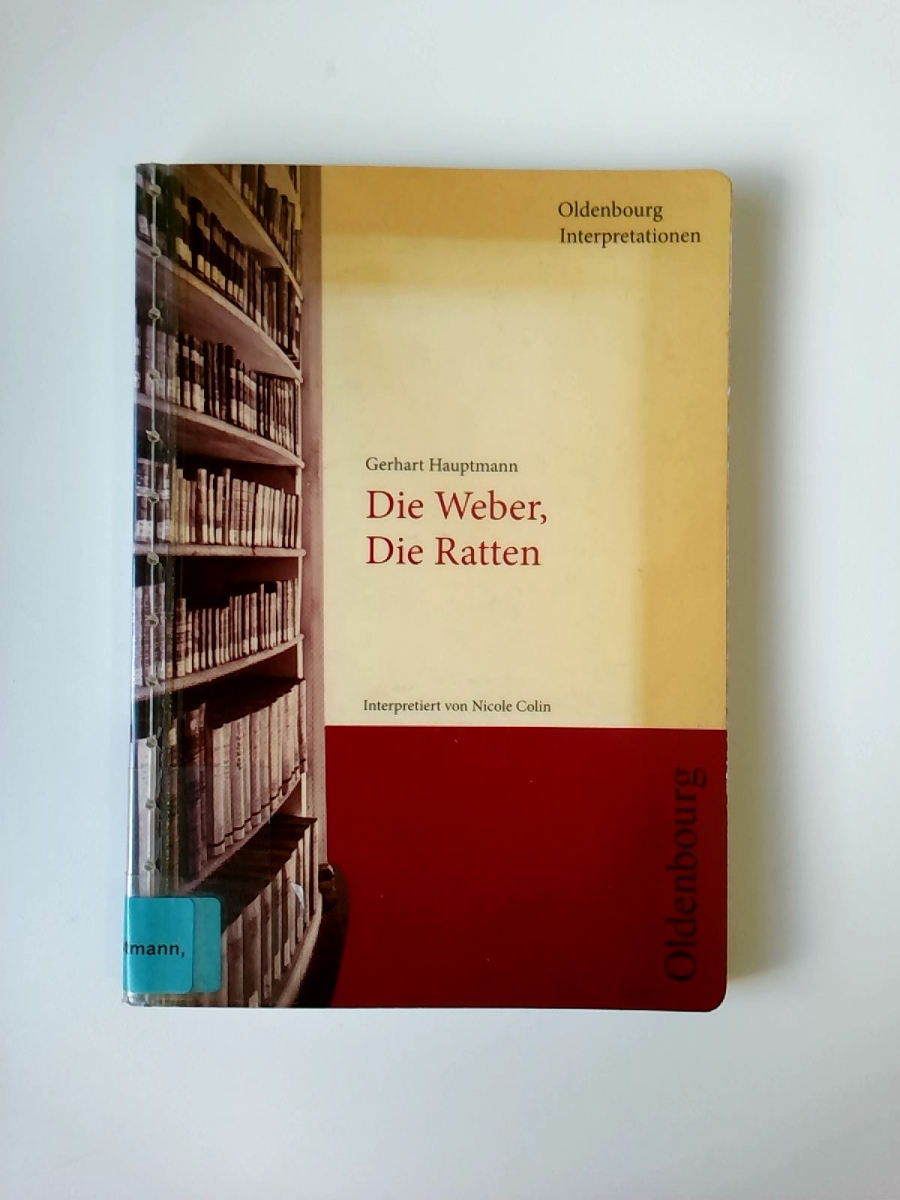 Oldenbourg
Interpretationen
Gerhart Hauptmann
Die Weber,
Die Ratten
Interpretiert von Nicole Colin
Oldenbourg
tmann,